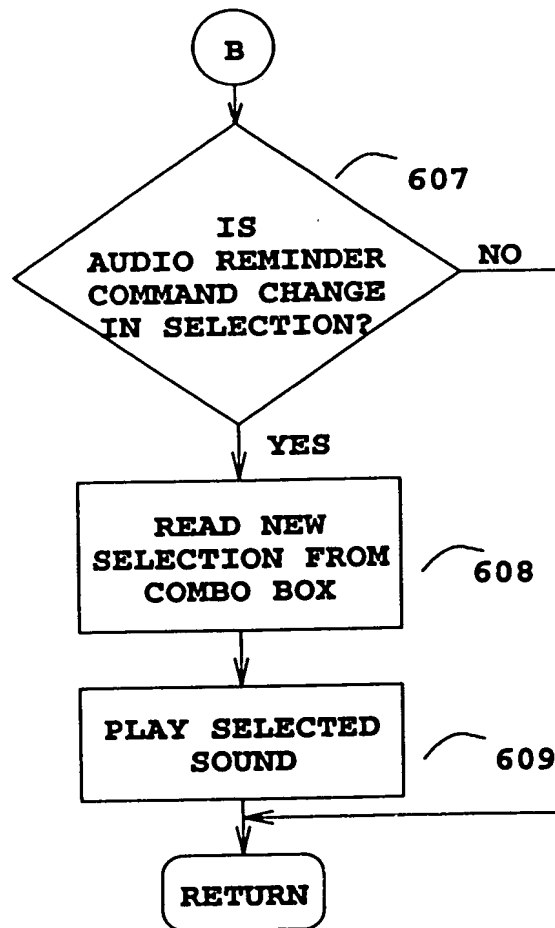 B
607
IS
AUDIO REMINDER
COMMAND CHANGE
IN SELECTION?
NO
YES
READ NEW
SELECTION FROM
COMBO BOX
608
PLAY SELECTED
SOUND
609
RETURN